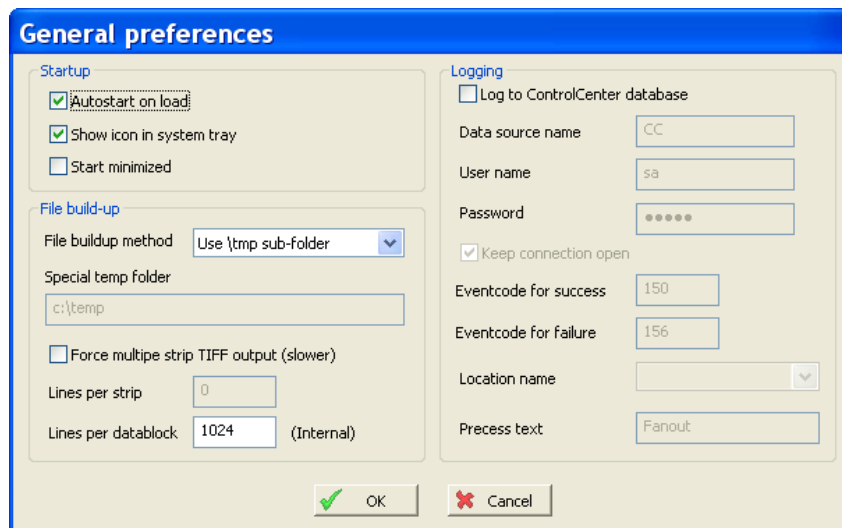 General preferences
Startup
Autostart on load
Show icon in system tray
Start minimized
File build-up
File buildup method
Use \tmp sub-folder
Special temp folder
c:\temp
Force multipe strip TIFF output (slower)
Lines per strip
0
Lines per datablock
1024
(Internal)
Logging
Log to ControlCenter database
Data source name
CC
User name
sa
Password
●●●●●
Keep connection open
Eventcode for success
150
Eventcode for failure
156
Location name
Precess text
Fanout
OK
Cancel